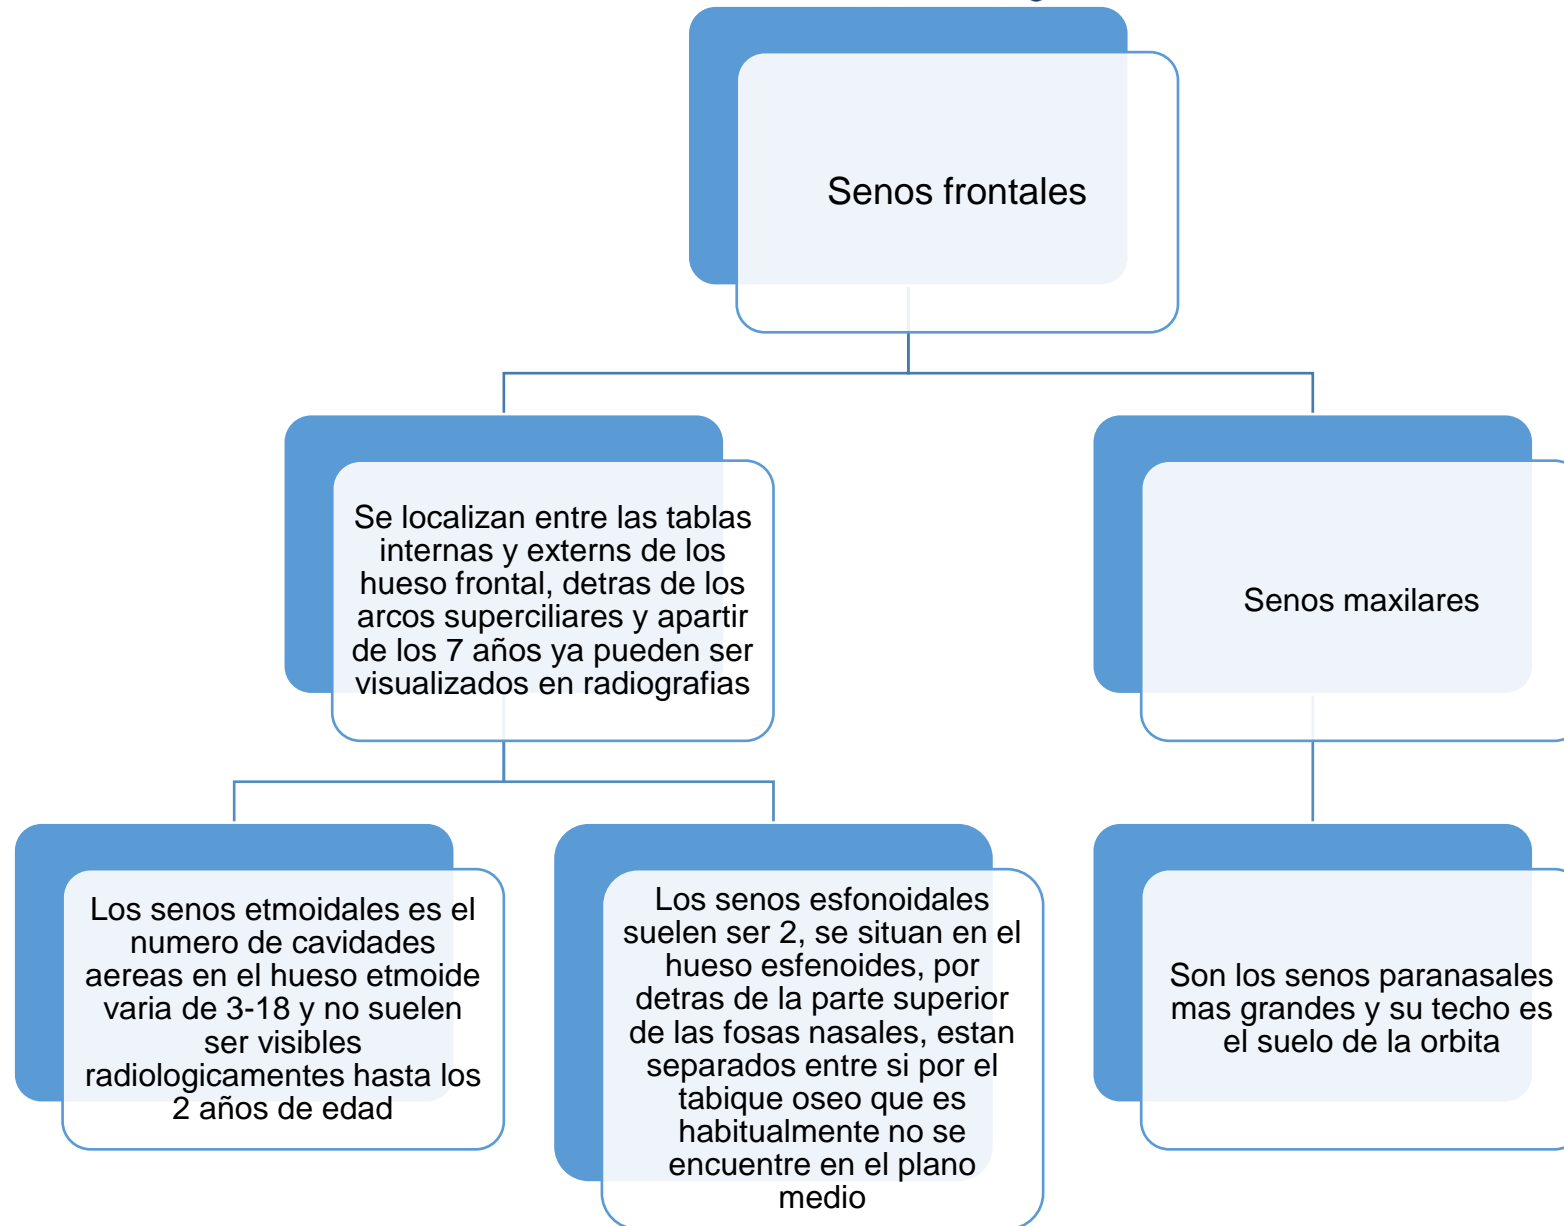 Senos frontales
Se localizan entre las tablas
internas y externs de los
hueso frontal, detras de los
arcos superciliares y apartir
de los 7 años ya pueden ser
visualizados en radiografias
Senos maxilares
Los senos etmoidales es el
numero de cavidades
aereas en el hueso etmoide
varia de 3-18 y no suelen
ser visibles
radiologicamentes hasta los
2 años de edad
Los senos esfonoidales
suelen ser 2, se situan en el
hueso esfenoides, por
detras de la parte superior
de las fosas nasales, estan
separados entre si por el
tabique oseo que es
habitualmente no se
encuentre en el plano
medio
Son los senos paranasales
mas grandes y su techo es
el suelo de la orbita